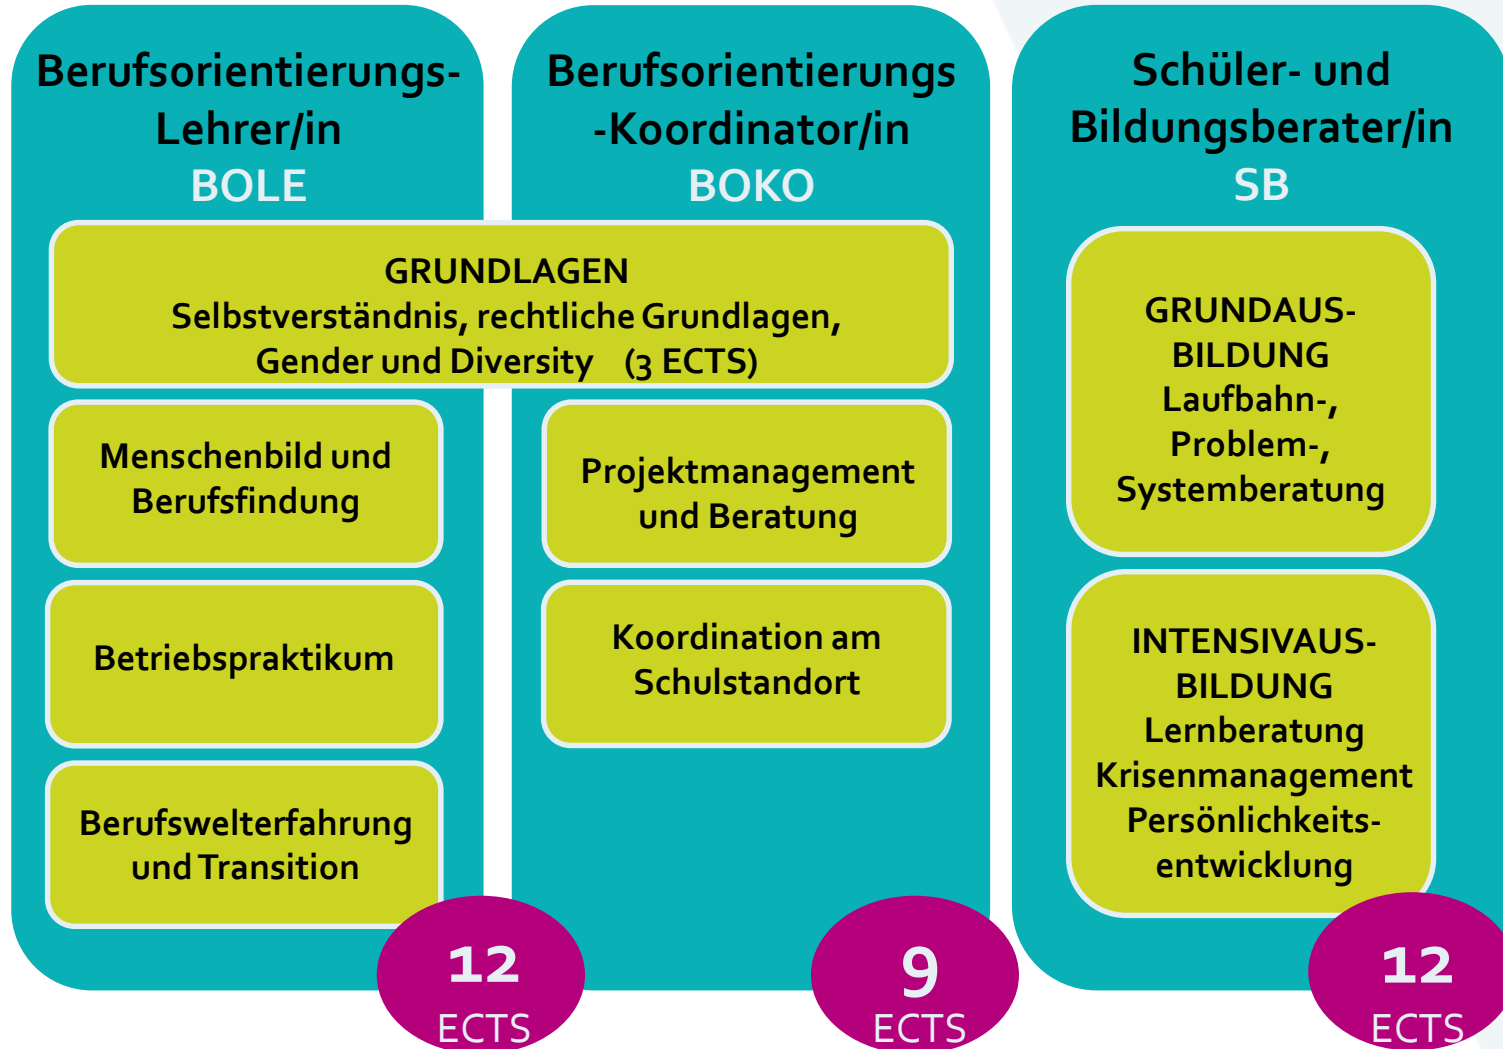 Berufsorientierungs-
Lehrer/in
BOLE
Berufsorientierungs
-Koordinator/in
BOKO
Schüler- und
Bildungsberater/in
SB
GRUNDLAGEN
Selbstverständnis, rechtliche Grundlagen,
Gender und Diversity (3 ECTS)
Menschenbild und
Berufsfindung
Betriebspraktikum
Berufswelterfahrung
und Transition
12
ECTS
Projektmanagement
und Beratung
Koordination am
Schulstandort
9
ECTS
GRUNDAUS-
BILDUNG
Laufbahn-,
Problem-,
Systemberatung
INTENSIVAUS-
BILDUNG
Lernberatung
Krisenmanagement
Persönlichkeits-
entwicklung
12
ECTS